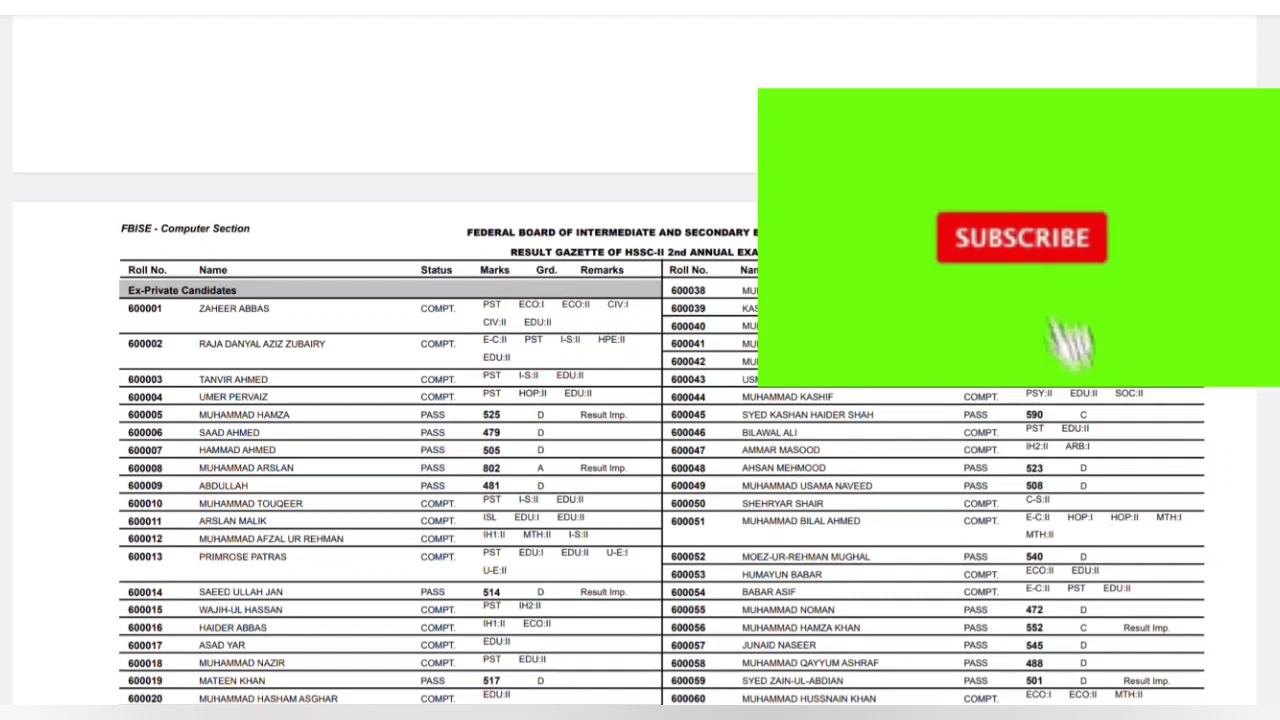 FBISE - Computer Section
FEDERAL BOARD OF INTERMEDIATE AND SECONDARY
RESULT GAZETTE OF HSSC-II 2nd ANNUAL
Roll No. Name Status Marks Grd. Remarks
Ex-Private Candidates
600001 ZAHEER ABBAS COMPT. PST ECO:I ECO:II CIV:I
CIV:II EDU:II
600002 RAJA DANYAL AZIZ ZUBAIRY COMPT. E-C:II PST I-S:II HPE:II
EDU:II
600003 TANVIR AHMED COMPT. PST I-S:II EDU:II
600004 UMER PERVAIZ COMPT. PST HOP:II EDU:II
600005 MUHAMMAD HAMZA PASS 525 D Result Imp.
600006 SAAD AHMED PASS 479 D
600007 HAMMAD AHMED PASS 505 D
600008 MUHAMMAD ARSLAN PASS 802 A Result Imp.
600009 ABDULLAH PASS 481 D
600010 MUHAMMAD TOUQEER COMPT. PST I-S:II EDU:II
600011 ARSLAN MALIK COMPT. ISL EDU:I EDU:II
600012 MUHAMMAD AFZAL UR REHMAN COMPT. IH1:II MTH:II I-S:II
600013 PRIMROSE PATRAS COMPT. PST EDU:I EDU:II U-E:I
U-E:II
600014 SAEED ULLAH JAN PASS 514 D Result Imp.
600015 WAJIH-UL HASSAN COMPT. PST IH2:II
600016 HAIDER ABBAS COMPT. IH1:II ECO:II
600017 ASAD YAR COMPT. EDU:II
600018 MUHAMMAD NAZIR COMPT. PST EDU:II
600019 MATEEN KHAN PASS 517 D
600020 MUHAMMAD HASHAM ASGHAR COMPT. EDU:II
Roll No.
600038
600039
600040
600041
600042
600043
600044 MUHAMMAD KASHIF COMPT. PSY:II EDU:II SOC:II
600045 SYED KASHAN HAIDER SHAH PASS 590 C
600046 BILAWAL ALI COMPT. PST EDU:II
600047 AMMAR MASOOD COMPT. IH2:II ARB:I
600048 AHSAN MEHMOOD PASS 523 D
600049 MUHAMMAD USAMA NAVEED PASS 508 D
600050 SHEHRYAR SHAIR COMPT. C-S:II
600051 MUHAMMAD BILAL AHMED COMPT. E-C:II HOP:I HOP:II MTH:I
MTH:II
600052 MOEZ-UR-REHMAN MUGHAL PASS 540 D
600053 HUMAYUN BABAR COMPT. ECO:II EDU:II
600054 BABAR ASIF COMPT. E-C:II PST EDU:II
600055 MUHAMMAD NOMAN PASS 472 D
600056 MUHAMMAD HAMZA KHAN PASS 552 C Result Imp.
600057 JUNAID NASEER PASS 545 D
600058 MUHAMMAD QAYYUM ASHRAF PASS 488 D
600059 SYED ZAIN-UL-ABDIAN PASS 501 D Result Imp.
600060 MUHAMMAD HUSSNAIN KHAN COMPT. ECO:I ECO:II MTH:II
SUBSCRIBE